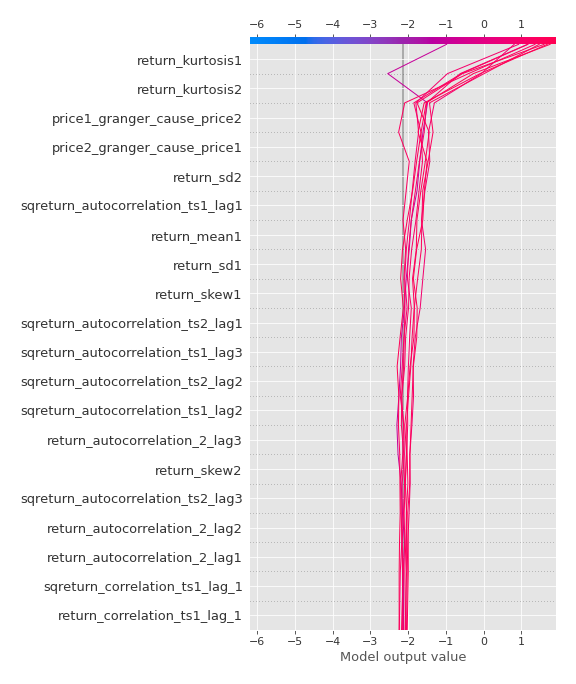 −6 −5 −4 −3 −2 −1 0 1
return_kurtosis1
return_kurtosis2
price1_granger_cause_price2
price2_granger_cause_price1
return_sd2
sqreturn_autocorrelation_ts1_lag1
return_mean1
return_sd1
return_skew1
sqreturn_autocorrelation_ts2_lag1
sqreturn_autocorrelation_ts1_lag3
sqreturn_autocorrelation_ts2_lag2
sqreturn_autocorrelation_ts1_lag2
return_autocorrelation_2_lag3
return_skew2
sqreturn_autocorrelation_ts2_lag3
return_autocorrelation_2_lag2
return_autocorrelation_2_lag1
sqreturn_correlation_ts1_lag_1
return_correlation_ts1_lag_1
−6 −5 −4 −3 −2 −1 0 1
Model output value